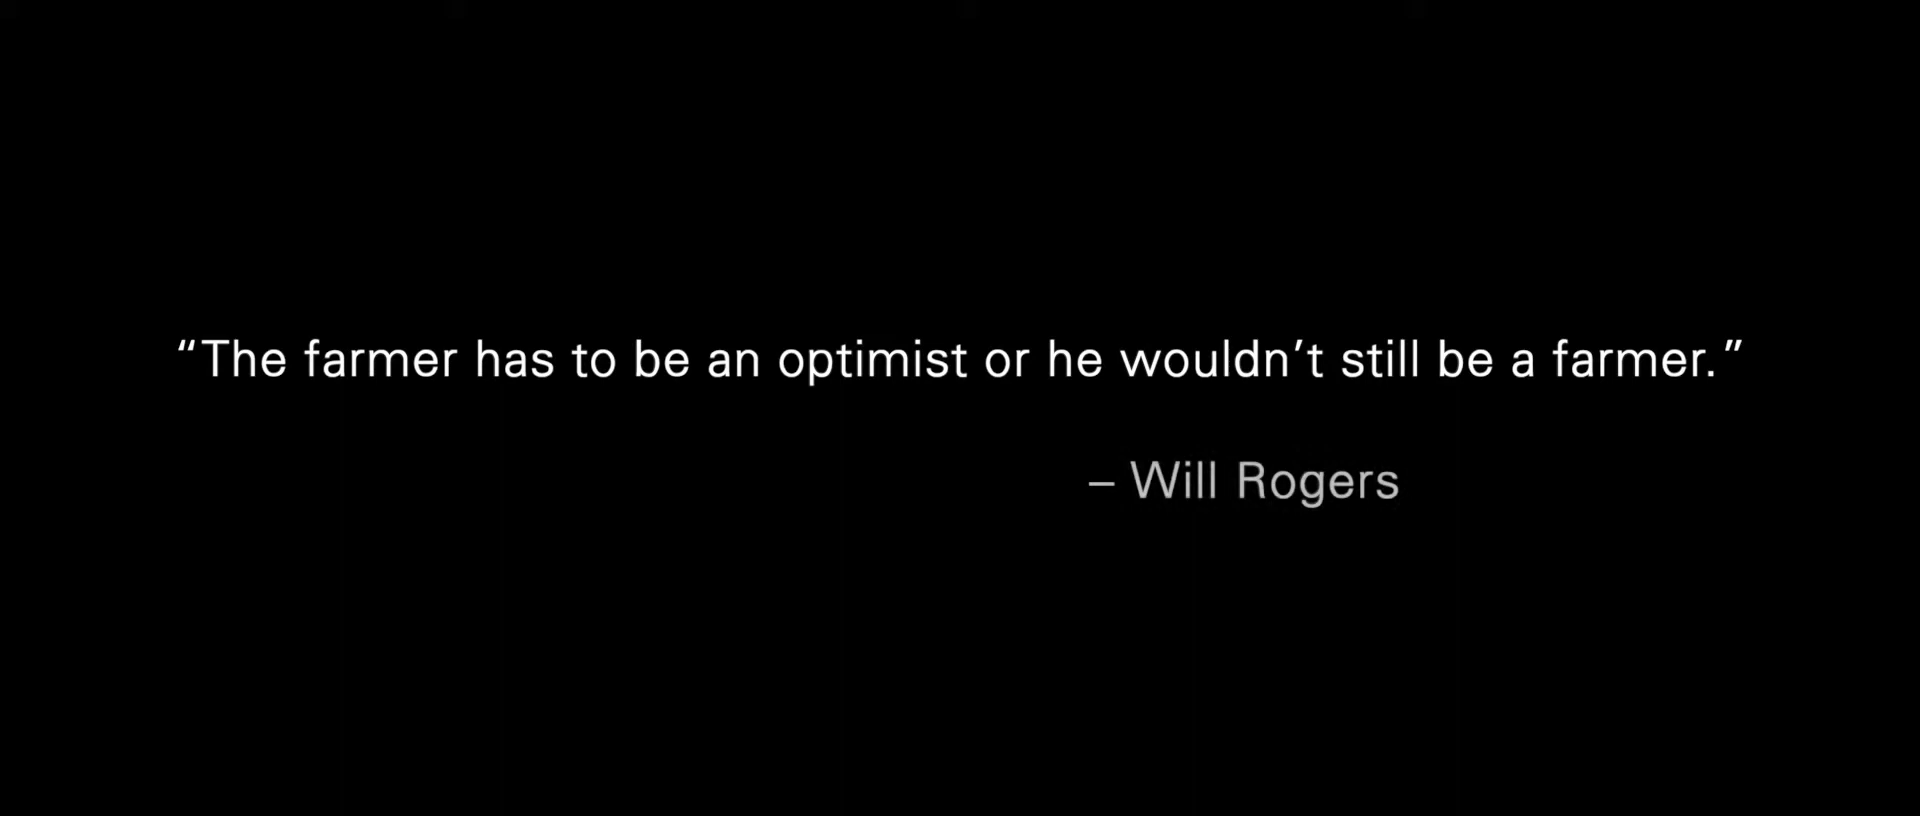 “The farmer has to be an optimist or he wouldn’t still be a farmer.”
– Will Rogers